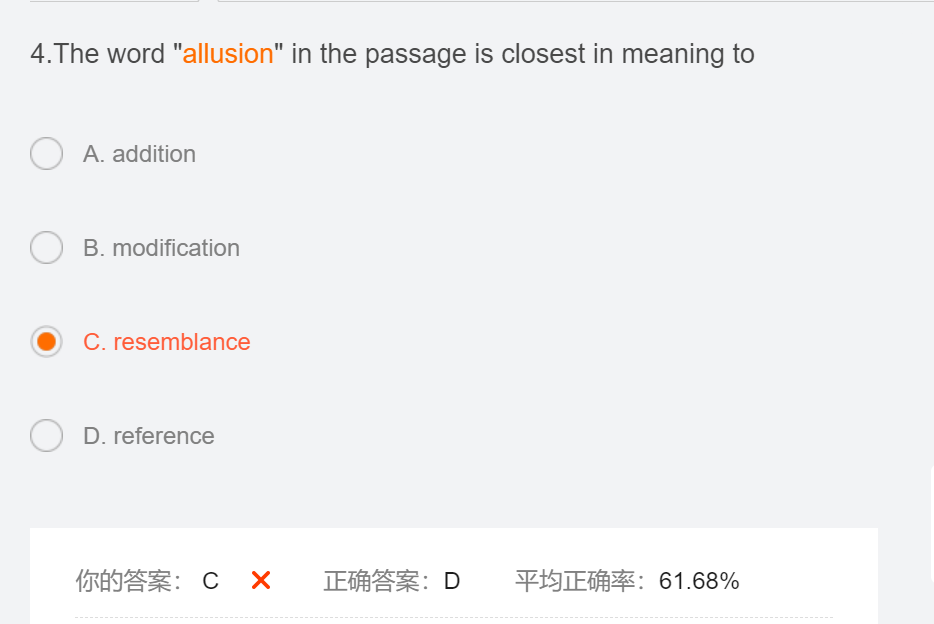 4.The word "allusion" in the passage is closest in meaning to
A. addition
B. modification
C. resemblance
D. reference
你的答案： C 正确答案： D 平均正确率： 61.68%